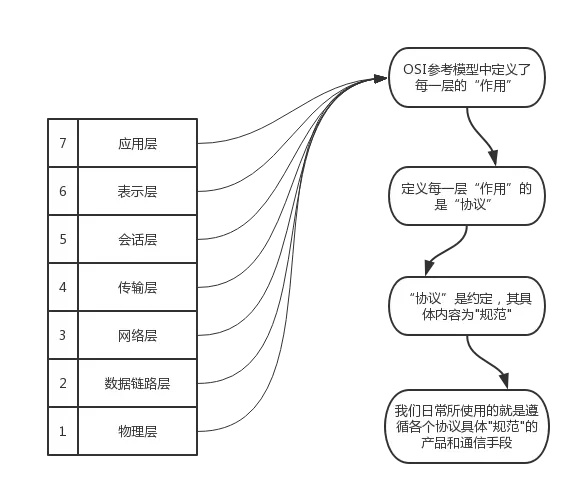 7 应用层
6 表示层
5 会话层
4 传输层
3 网络层
2 数据链路层
1 物理层
OSI参考模型中定义了
每一层的“作用”
定义每一层“作用”的
是“协议”
“协议”是约定，其具
体内容为"规范"
我们日常所使用的就是遵
循各个协议具体"规范"的
产品和通信手段